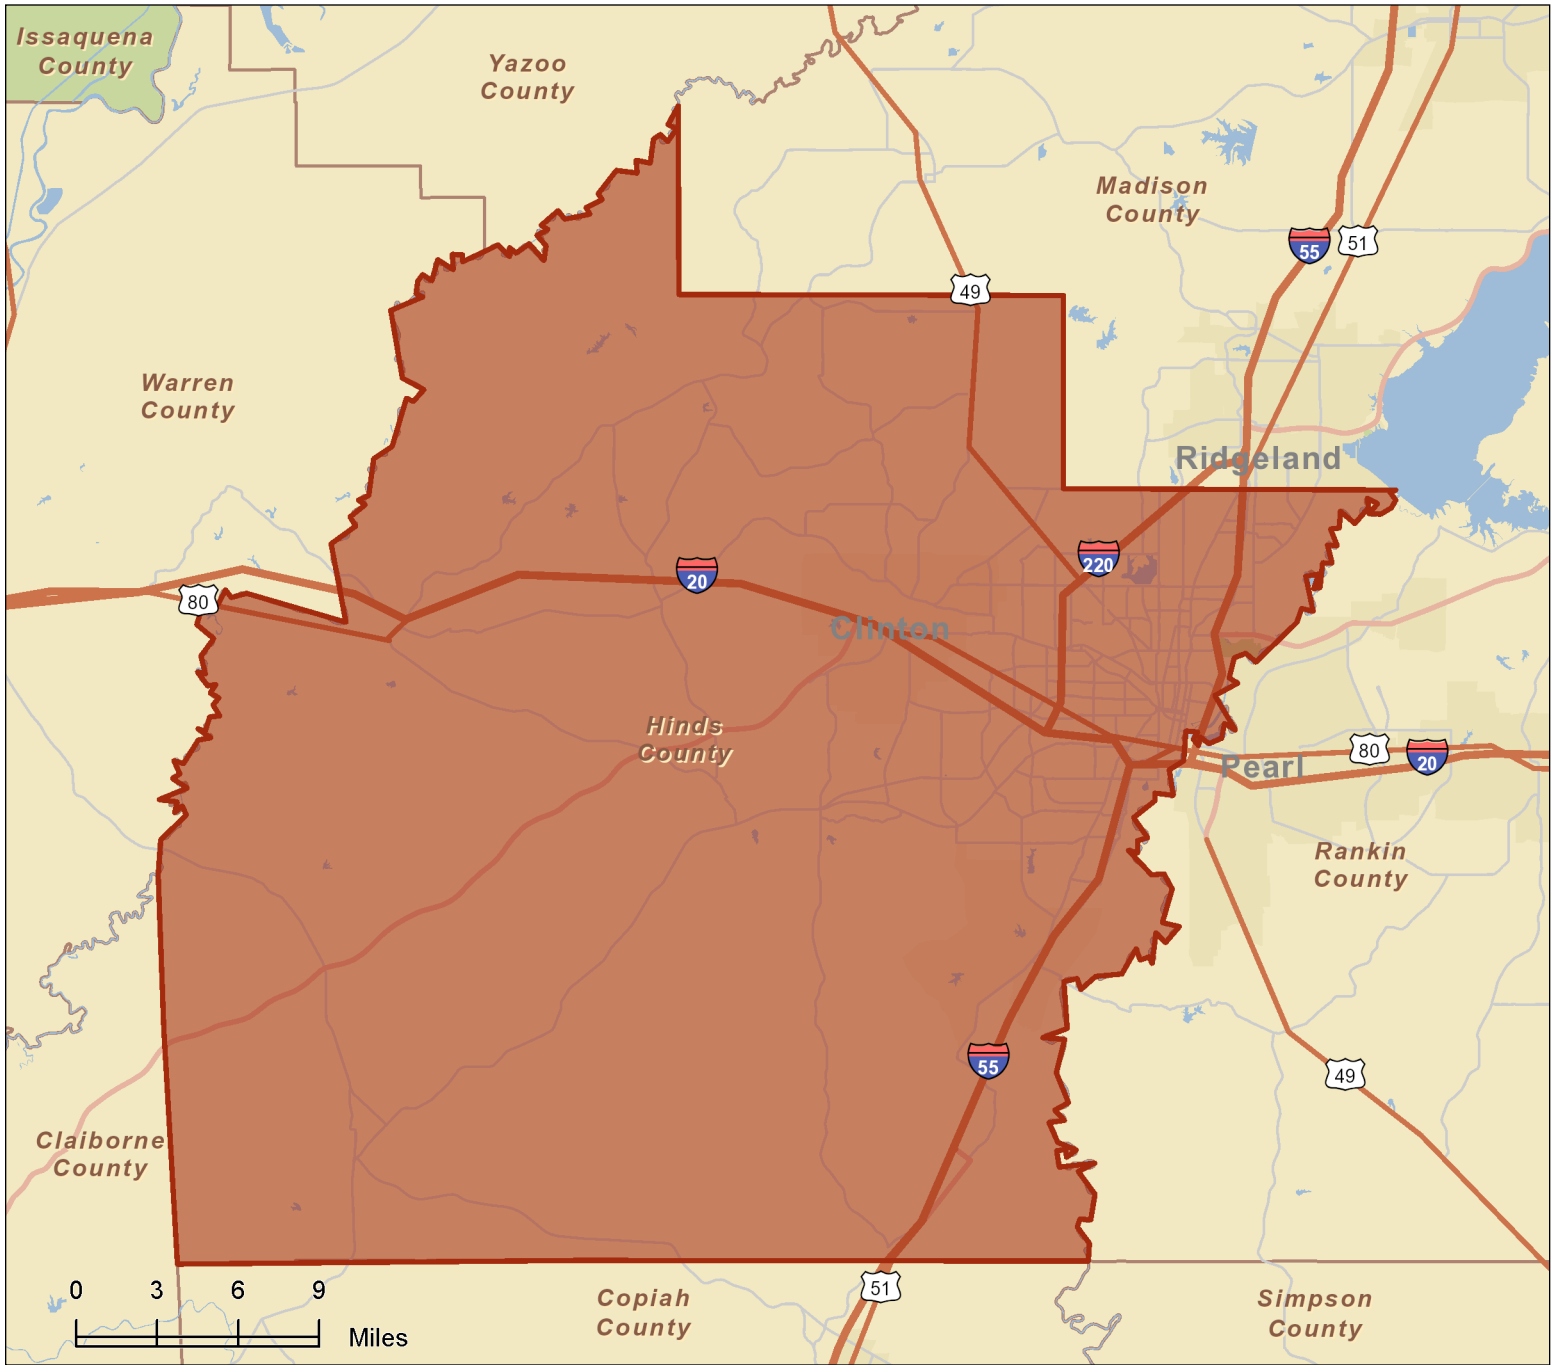 Issaquena
County
Yazoo
County
Madison
County
55
51
49
Warren
County
Ridgeland
220
20
80
Clinton
Hinds
County
80
20
Pearl
Rankin
County
55
49
Claiborne
County
0 3 6 9
Miles
51
Copiah
County
Simpson
County